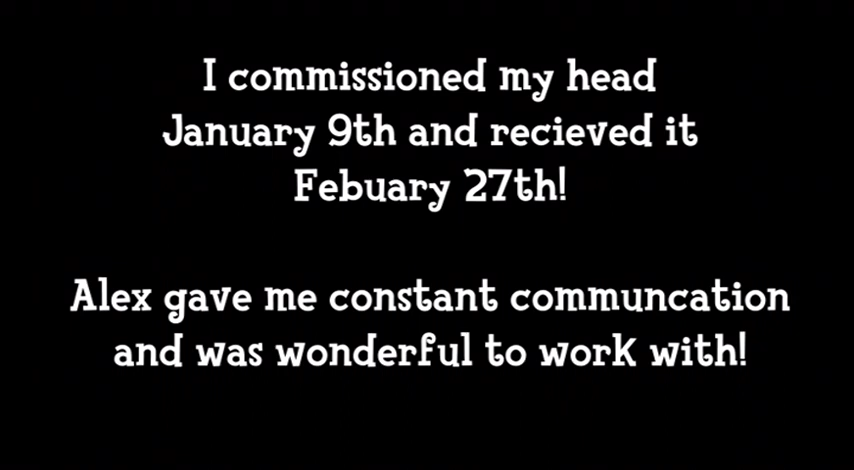 I commissioned my head
January 9th and recieved it
Febuary 27th!
Alex gave me constant communcation
and was wonderful to work with!